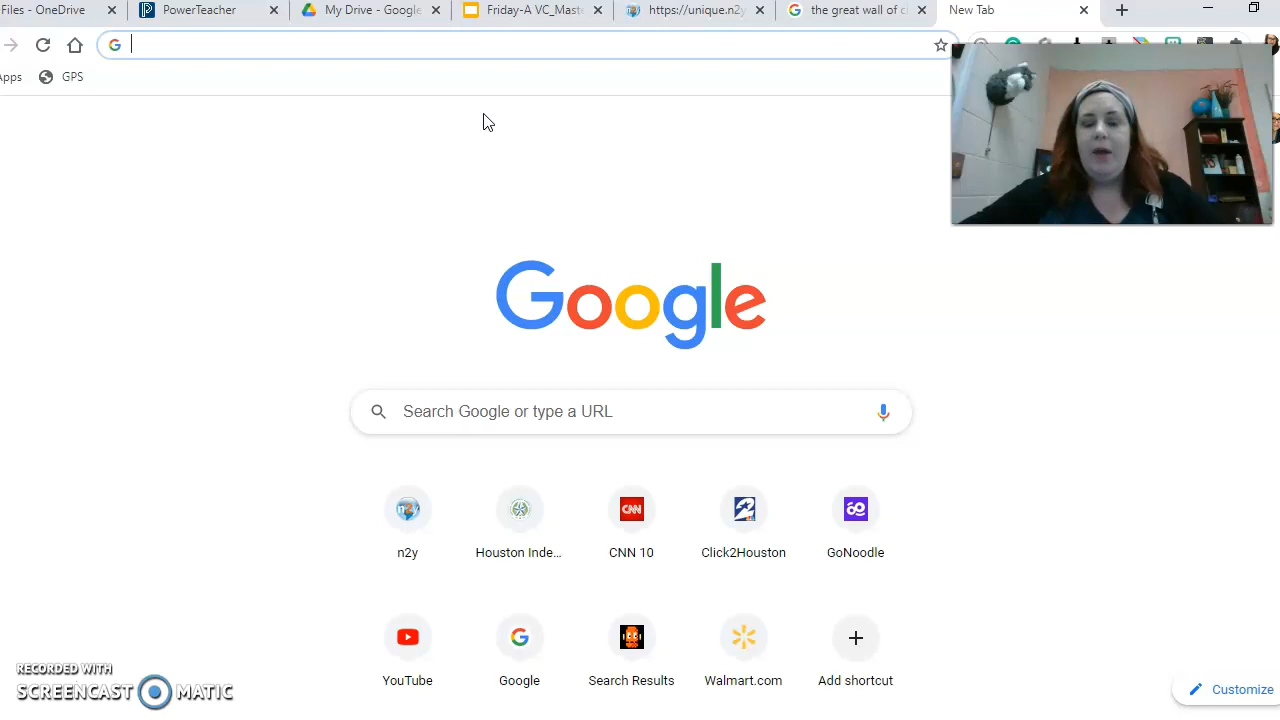 Files - OneDrive
PowerTeacher
My Drive - Google
Friday-A VC_Mast
https://unique.n2y
the great wall of cl
New Tab
Apps
GPS
Google
Search Google or type a URL
n2y
Houston Inde...
CNN 10
Click2Houston
GoNoodle
YouTube
Google
Search Results
Walmart.com
Add shortcut
RECORDED WITH
SCREENCAST MATIC
Customize